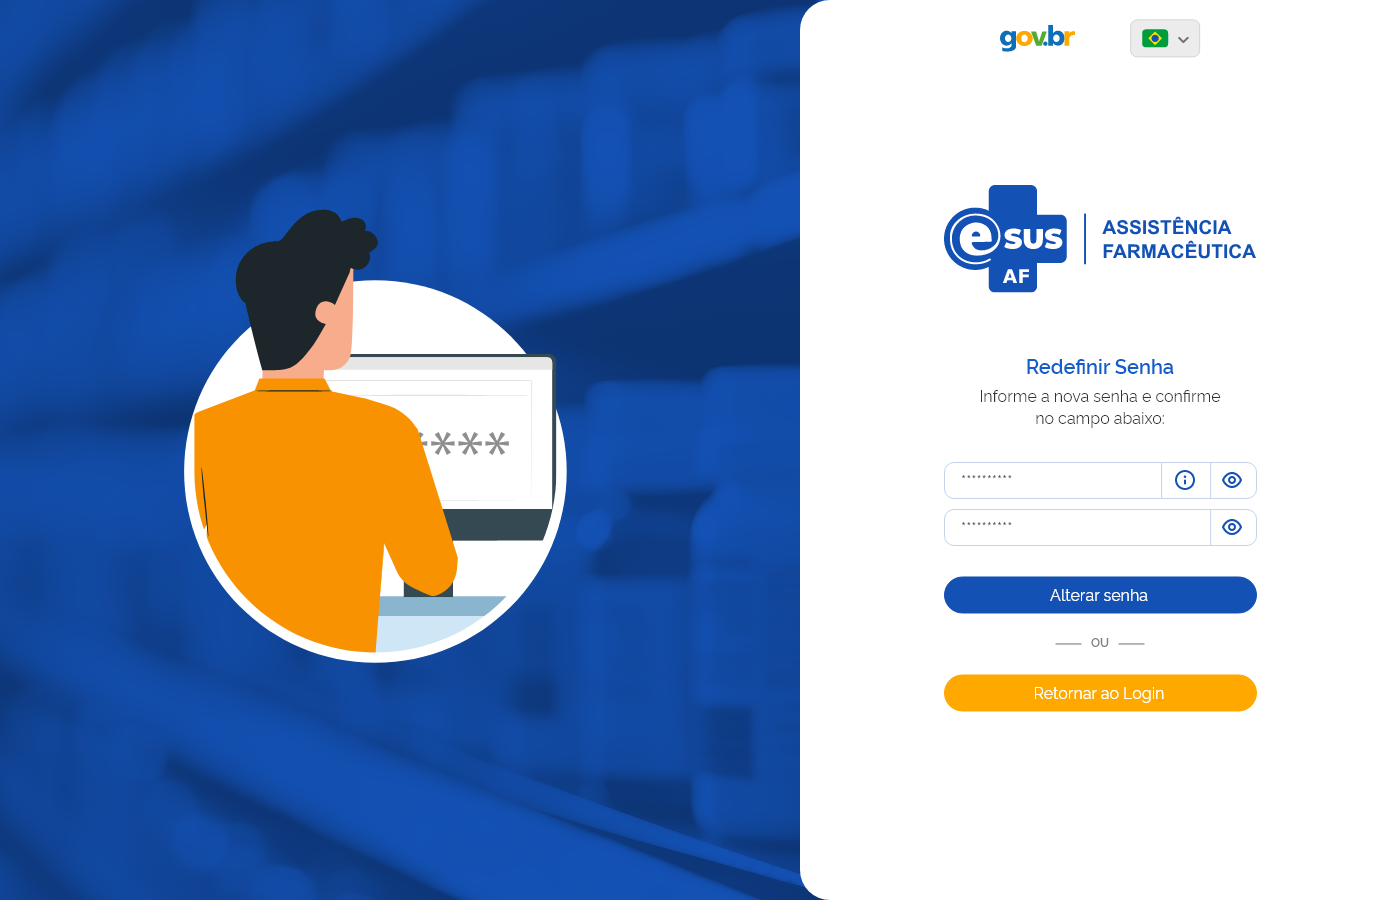 gov.br
e sus
AF
ASSISTÊNCIA
FARMACÊUTICA
Redefinir Senha
Informe a nova senha e confirme
no campo abaixo:
**********
**********
Alterar senha
OU
Retornar ao Login
****